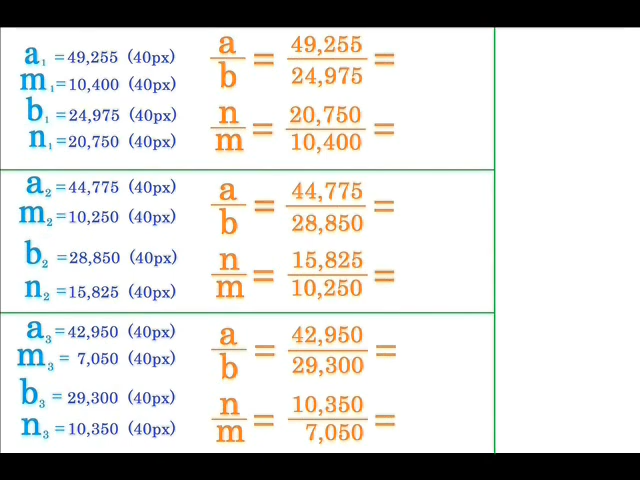 a₁ = 49,255 (40px)
m₁ = 10,400 (40px)
b₁ = 24,975 (40px)
n₁ = 20,750 (40px)
a/b = 49,255/24,975 =
n/m = 20,750/10,400 =
a₂ = 44,775 (40px)
m₂ = 10,250 (40px)
b₂ = 28,850 (40px)
n₂ = 15,825 (40px)
a/b = 44,775/28,850 =
n/m = 15,825/10,250 =
a₃ = 42,950 (40px)
m₃ = 7,050 (40px)
b₃ = 29,300 (40px)
n₃ = 10,350 (40px)
a/b = 42,950/29,300 =
n/m = 10,350/7,050 =